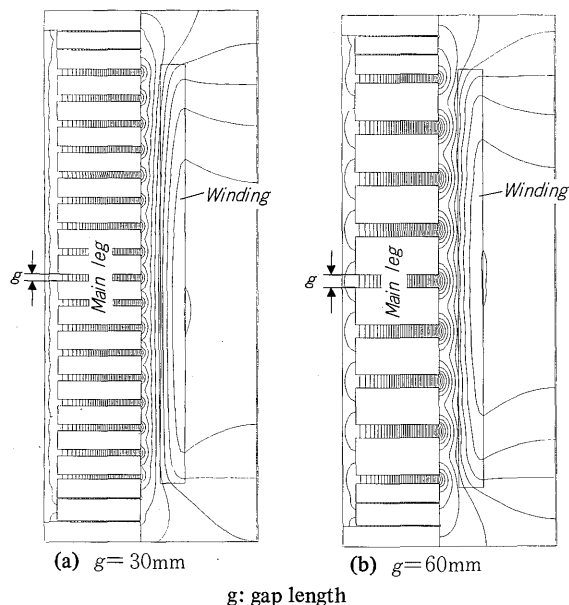 Winding
Main leg
g
(a) g=30mm
Winding
Main leg
g
(b) g=60mm
g: gap length